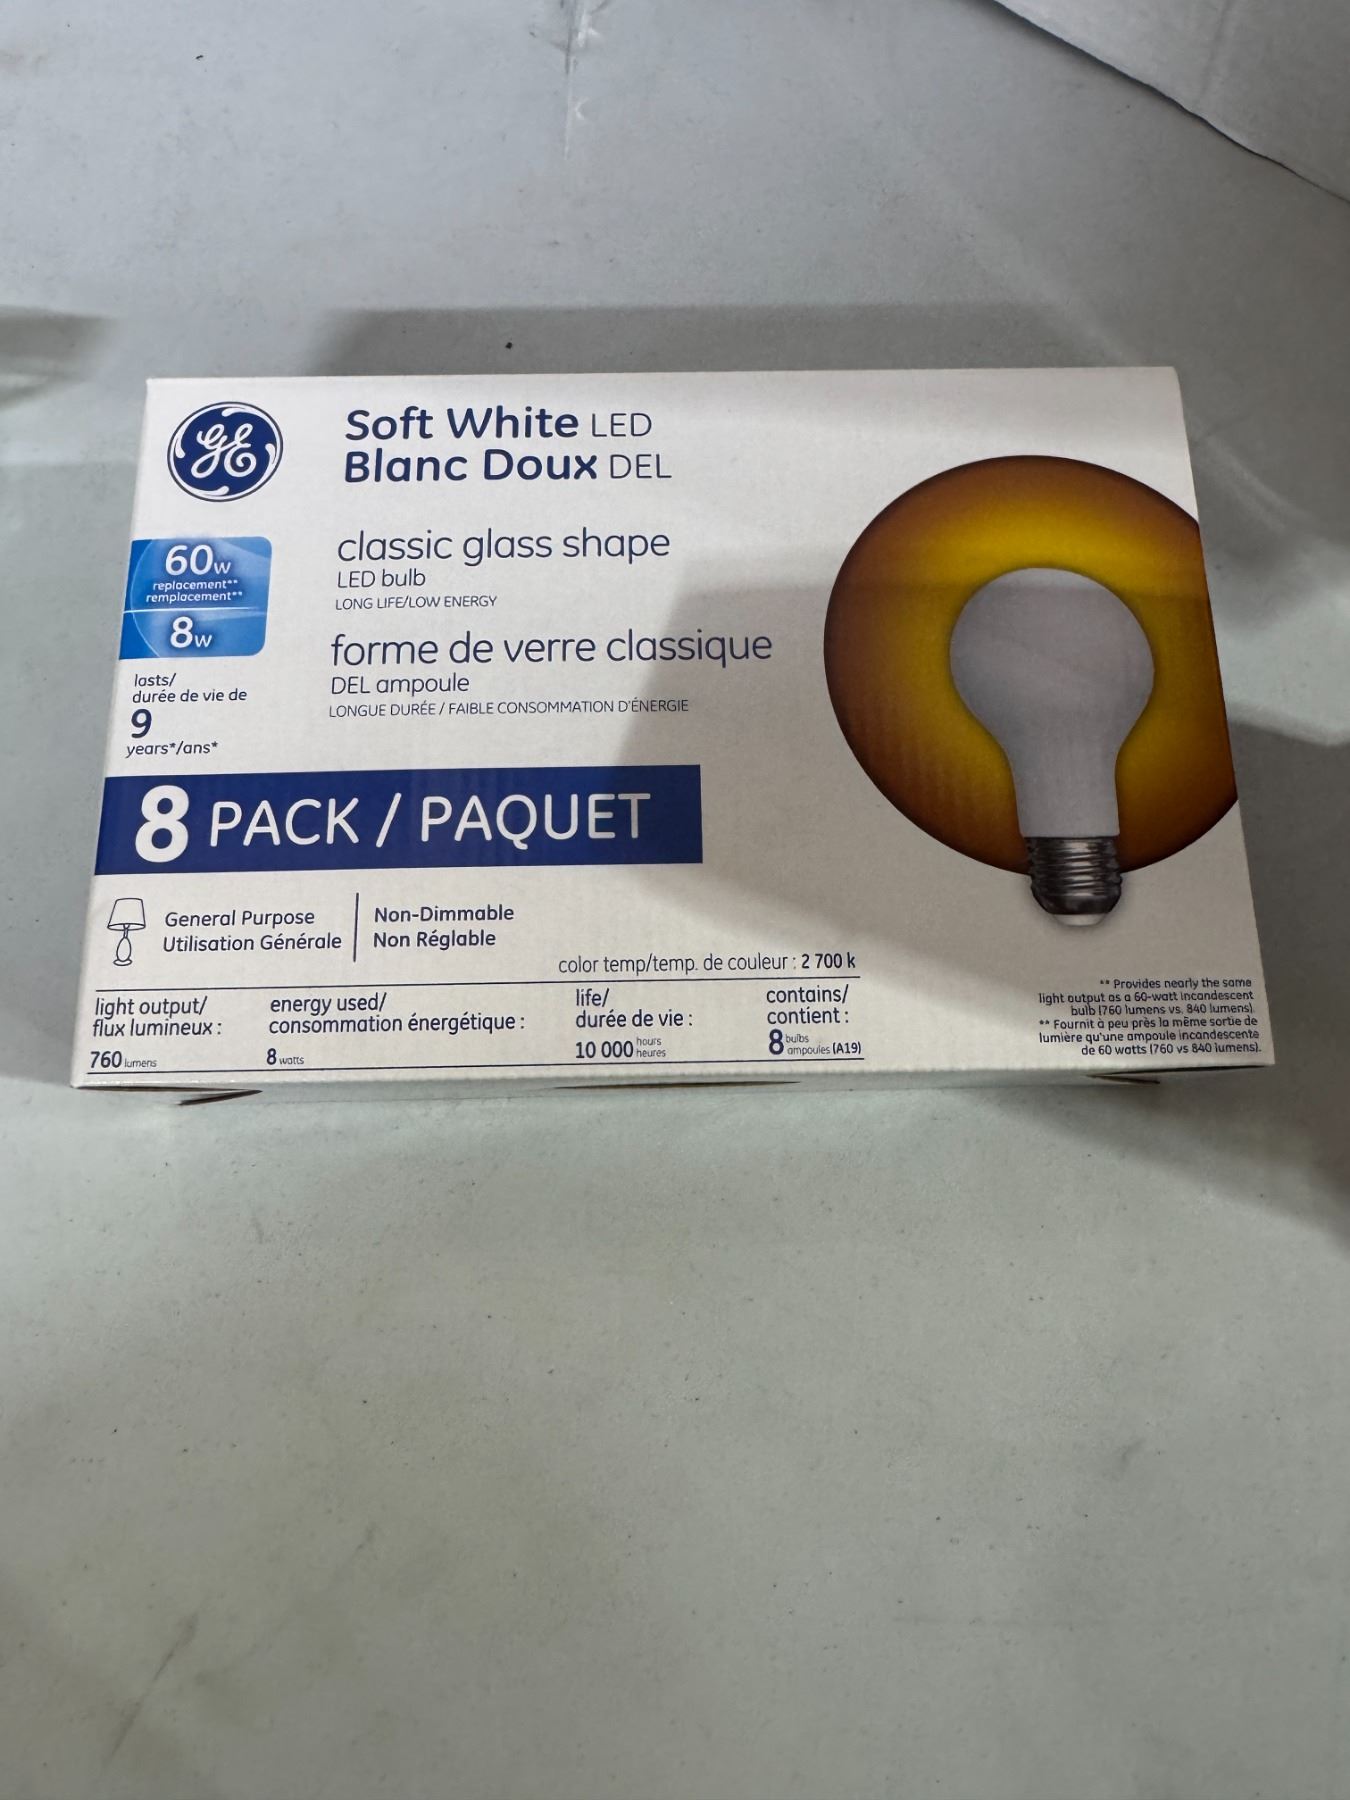 GE
Soft White LED
Blanc Doux DEL
60w
replacement**
remplacement**
8w
lasts/
durée de vie de
9
years*/ans*
classic glass shape
LED bulb
LONG LIFE/LOW ENERGY
forme de verre classique
DEL ampoule
LONGUE DURÉE / FAIBLE CONSOMMATION D'ÉNERGIE
8 PACK / PAQUET
General Purpose
Utilisation Générale
Non-Dimmable
Non Réglable
color temp/temp. de couleur : 2 700 k
light output/
flux lumineux :
760 lumens
energy used/
consommation énergétique :
8 watts
life/
durée de vie :
10 000 hours
heures
contains/
contient :
8 bulbs
ampoules (A19)
** Provides nearly the same
light output as a 60-watt incandescent
bulb (760 lumens vs. 840 lumens).
** Fournit à peu près la même sortie de
lumière qu'une ampoule incandescente
de 60 watts (760 vs 840 lumens).